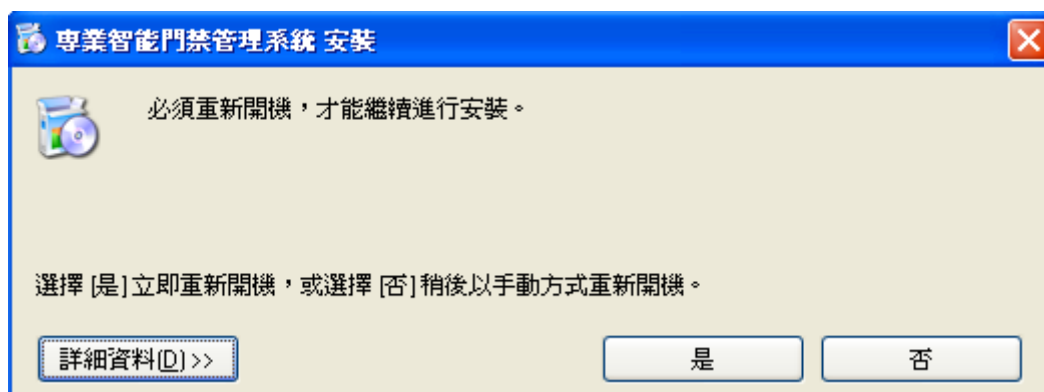 專業智能門禁管理系統 安裝
必須重新開機，才能繼續進行安裝。
選擇 [是] 立即重新開機，或選擇 [否] 稍後以手動方式重新開機。
詳細資料(D) >>
是
否